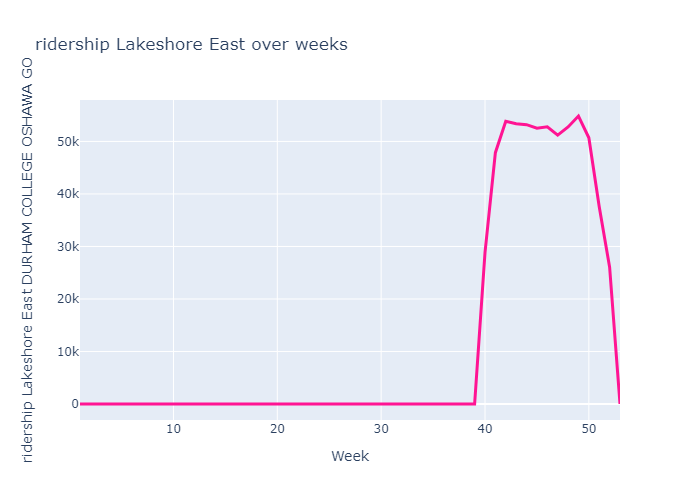 ridership Lakeshore East over weeks
ridership Lakeshore East DURHAM COLLEGE OSHAWA GO
50k
40k
30k
20k
10k
0
10 20 30 40 50
Week